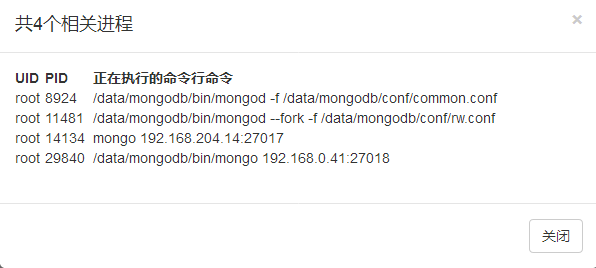 共4个相关进程
×
UID PID 正在执行的命令行命令
root 8924 /data/mongodb/bin/mongod -f /data/mongodb/conf/common.conf
root 11481 /data/mongodb/bin/mongod --fork -f /data/mongodb/conf/rw.conf
root 14134 mongo 192.168.204.14:27017
root 29840 /data/mongodb/bin/mongo 192.168.0.41:27018
关闭